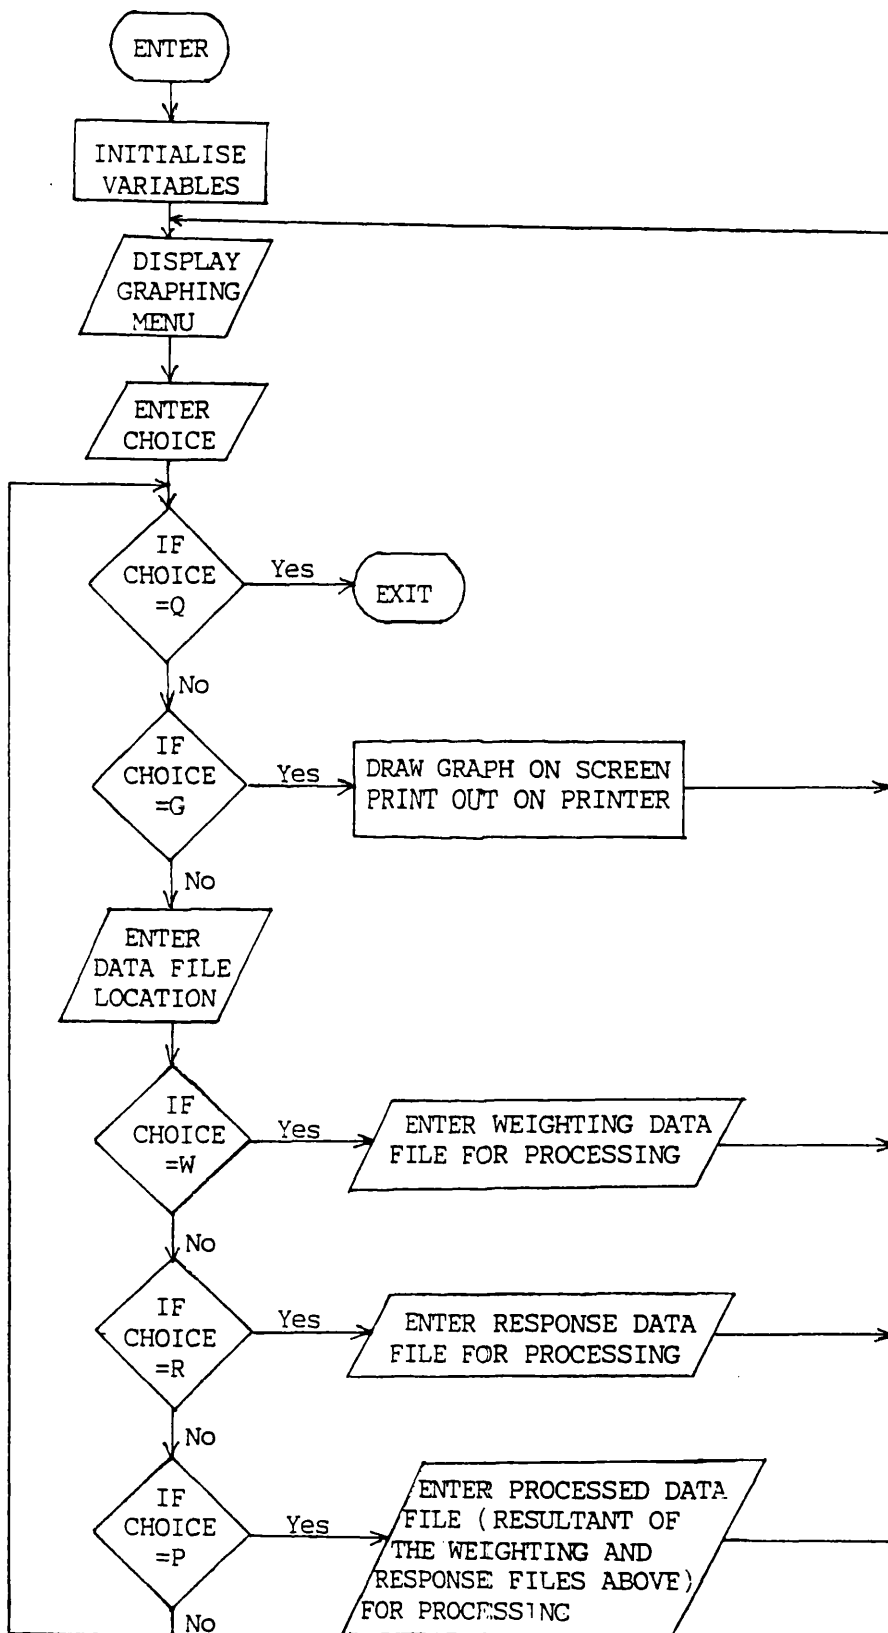 ENTER
INITIALISE
VARIABLES
DISPLAY
GRAPHING
MENU
ENTER
CHOICE
IF
CHOICE
=Q
Yes
EXIT
No
IF
CHOICE
=G
Yes
DRAW GRAPH ON SCREEN
PRINT OUT ON PRINTER
No
ENTER
DATA FILE
LOCATION
IF
CHOICE
=W
Yes
ENTER WEIGHTING DATA
FILE FOR PROCESSING
No
IF
CHOICE
=R
Yes
ENTER RESPONSE DATA
FILE FOR PROCESSING
No
IF
CHOICE
=P
Yes
ENTER PROCESSED DATA
FILE (RESULTANT OF
THE WEIGHTING AND
RESPONSE FILES ABOVE)
FOR PROCESSING
No